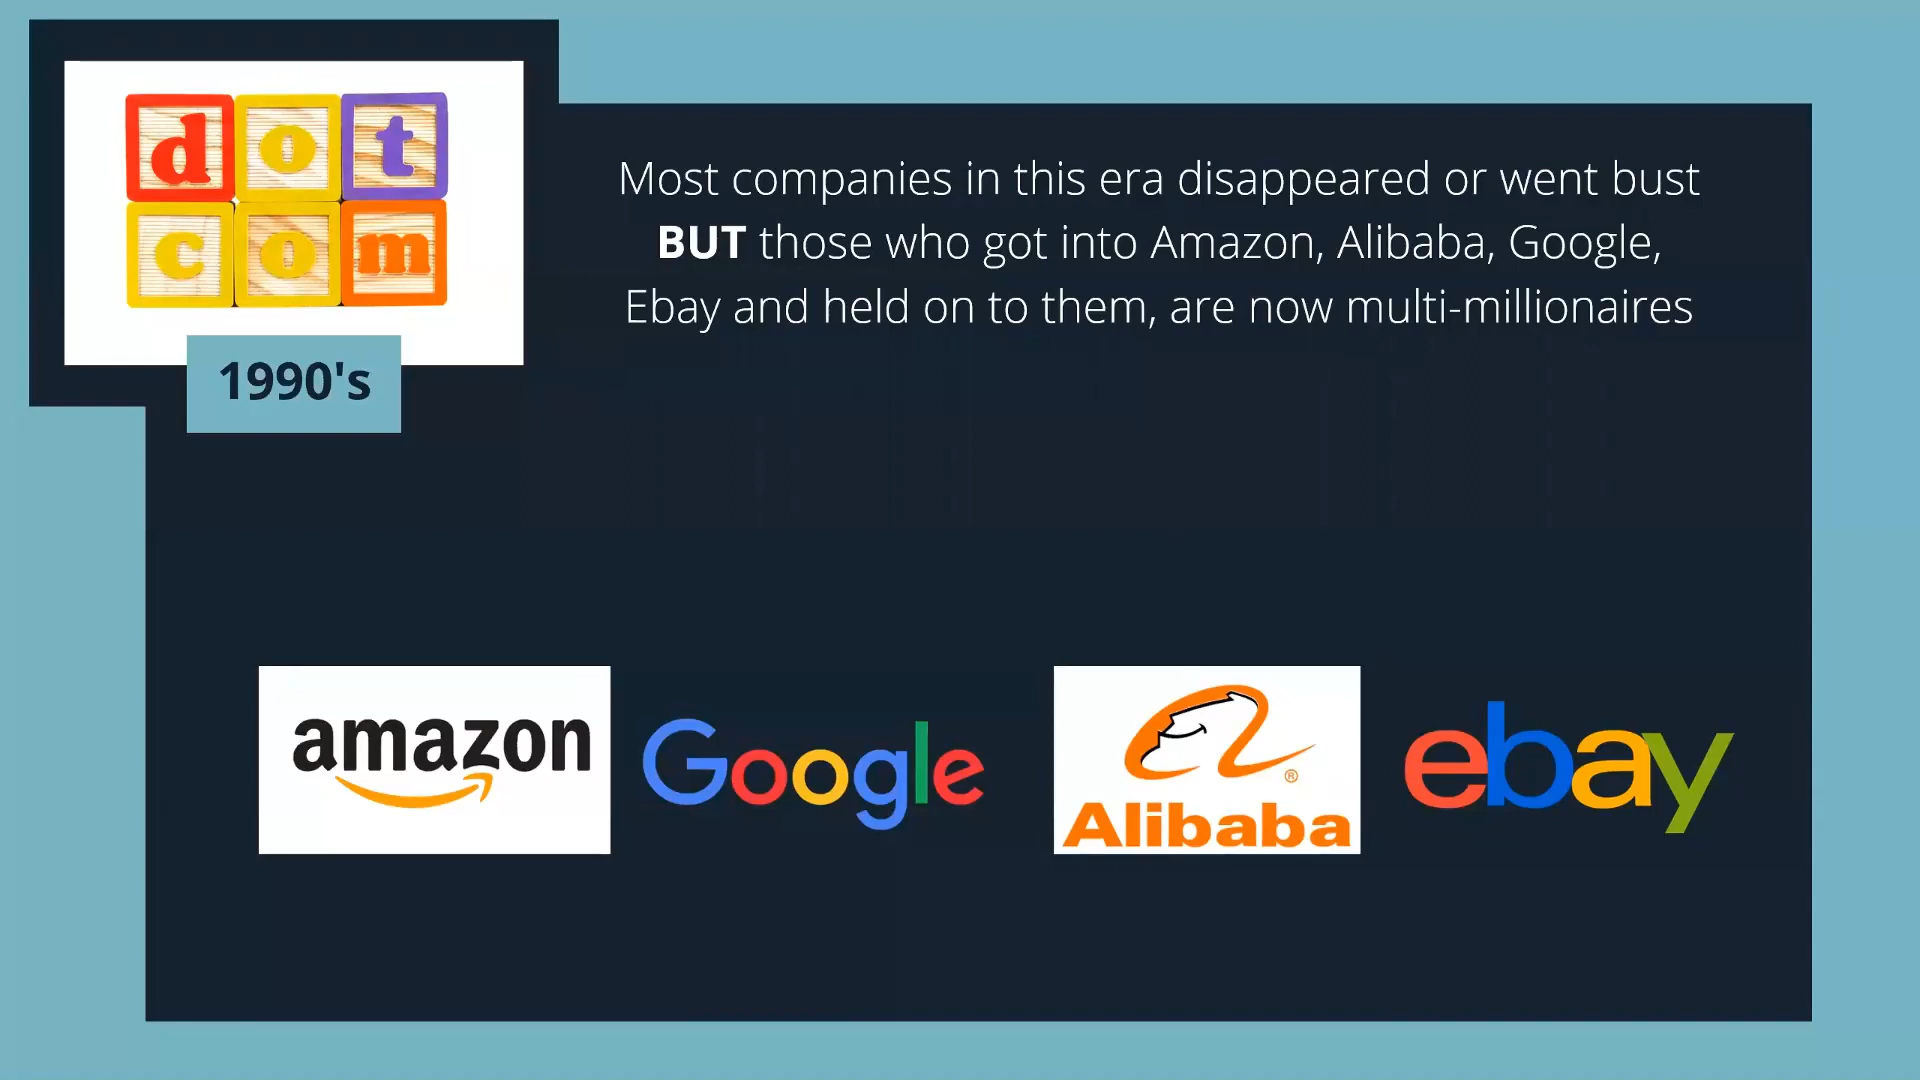 dot
com
1990's
Most companies in this era disappeared or went bust
BUT those who got into Amazon, Alibaba, Google,
Ebay and held on to them, are now multi-millionaires
amazon
Google
®
Alibaba
ebay